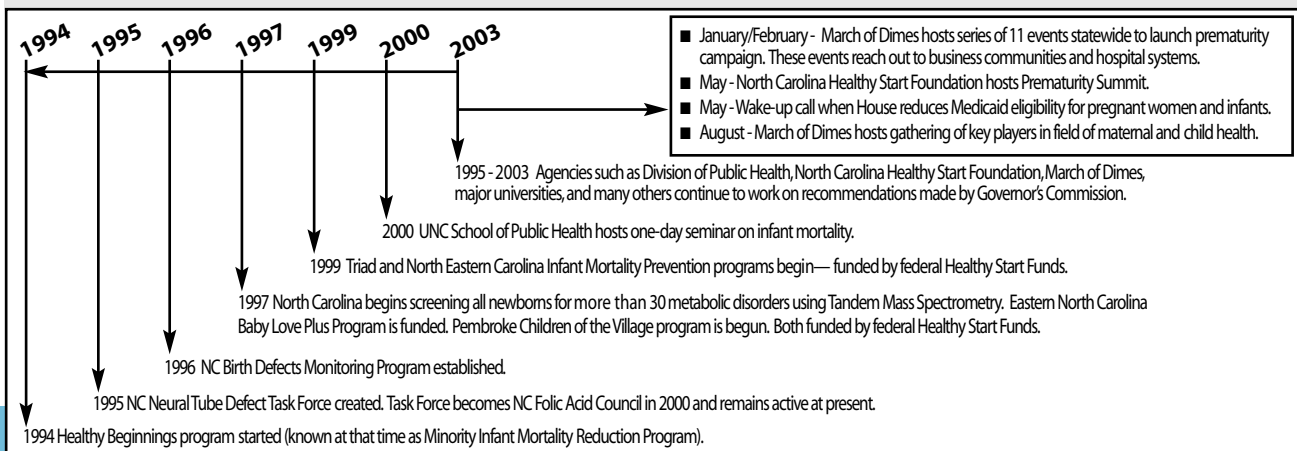 1994 1995 1996 1997 1999 2000 2003
■ January/February - March of Dimes hosts series of 11 events statewide to launch prematurity
campaign. These events reach out to business communities and hospital systems.
■ May - North Carolina Healthy Start Foundation hosts Prematurity Summit.
■ May - Wake-up call when House reduces Medicaid eligibility for pregnant women and infants.
■ August - March of Dimes hosts gathering of key players in field of maternal and child health.
1995 - 2003 Agencies such as Division of Public Health, North Carolina Healthy Start Foundation, March of Dimes,
major universities, and many others continue to work on recommendations made by Governor's Commission.
2000 UNC School of Public Health hosts one-day seminar on infant mortality.
1999 Triad and North Eastern Carolina Infant Mortality Prevention programs begin— funded by federal Healthy Start Funds.
1997 North Carolina begins screening all newborns for more than 30 metabolic disorders using Tandem Mass Spectrometry. Eastern North Carolina
Baby Love Plus Program is funded. Pembroke Children of the Village program is begun. Both funded by federal Healthy Start Funds.
1996 NC Birth Defects Monitoring Program established.
1995 NC Neural Tube Defect Task Force created. Task Force becomes NC Folic Acid Council in 2000 and remains active at present.
1994 Healthy Beginnings program started (known at that time as Minority Infant Mortality Reduction Program).